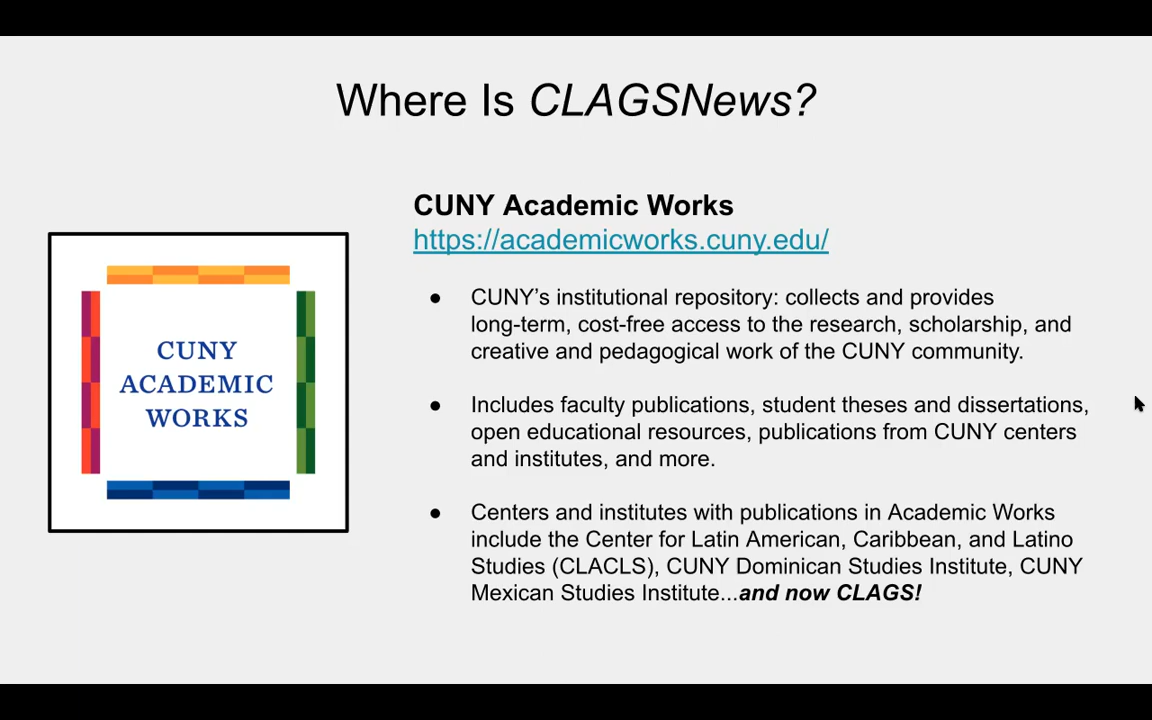 Where Is CLAGSNews?
CUNY Academic Works
https://academicworks.cuny.edu/
CUNY
ACADEMIC
WORKS
● CUNY’s institutional repository: collects and provides
long-term, cost-free access to the research, scholarship, and
creative and pedagogical work of the CUNY community.
● Includes faculty publications, student theses and dissertations,
open educational resources, publications from CUNY centers
and institutes, and more.
● Centers and institutes with publications in Academic Works
include the Center for Latin American, Caribbean, and Latino
Studies (CLACLS), CUNY Dominican Studies Institute, CUNY
Mexican Studies Institute...and now CLAGS!